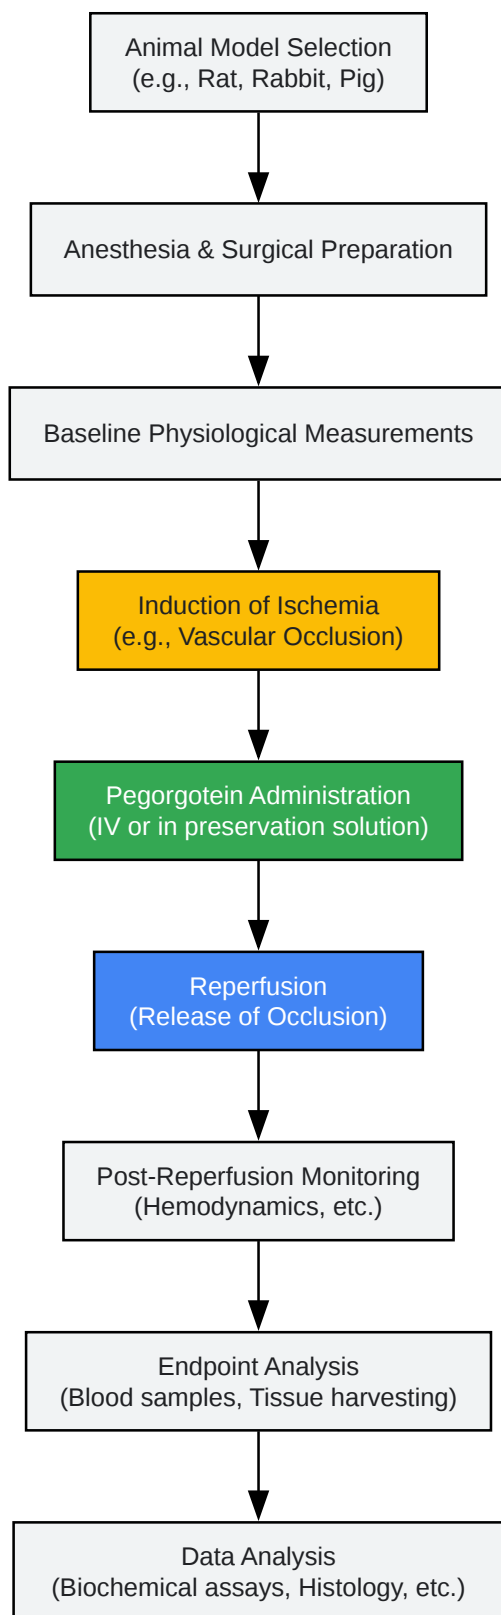 Animal Model Selection
(e.g., Rat, Rabbit, Pig)
Anesthesia & Surgical Preparation
Baseline Physiological Measurements
Induction of Ischemia
(e.g., Vascular Occlusion)
Pegorgotein Administration
(IV or in preservation solution)
Reperfusion
(Release of Occlusion)
Post-Reperfusion Monitoring
(Hemodynamics, etc.)
Endpoint Analysis
(Blood samples, Tissue harvesting)
Data Analysis
(Biochemical assays, Histology, etc.)